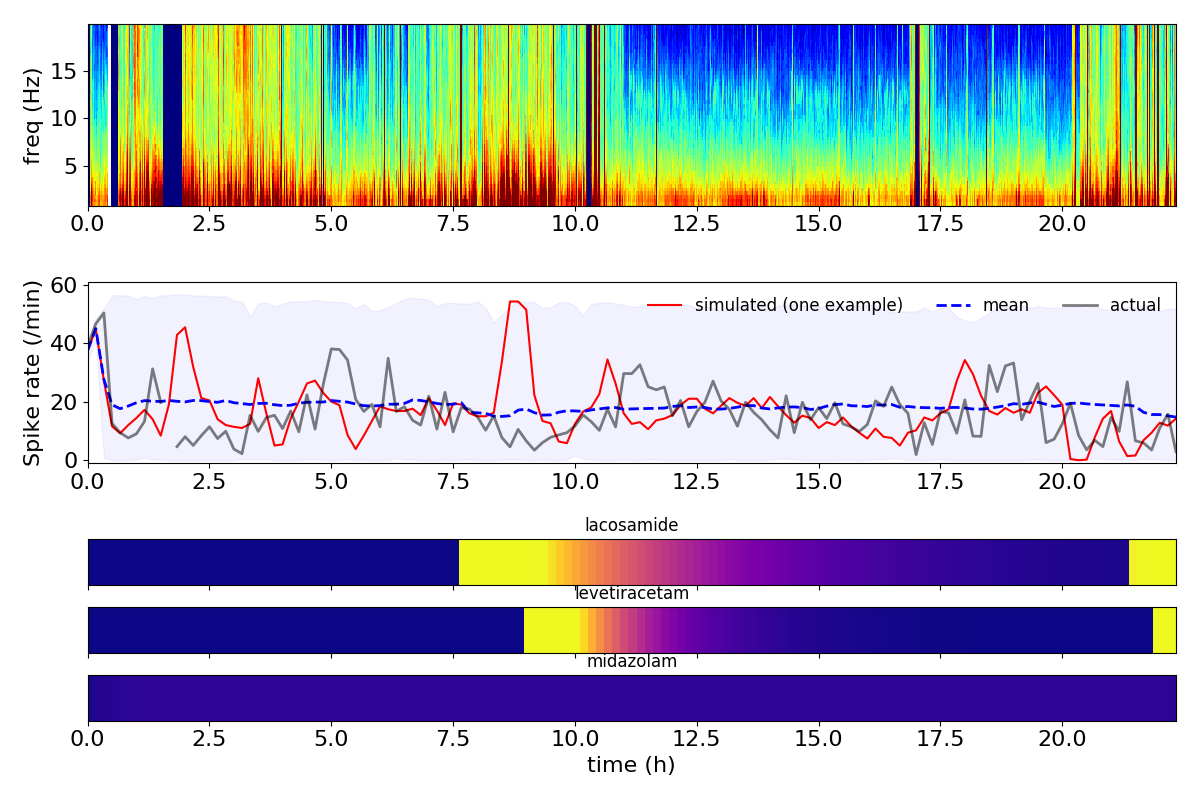 freq (Hz)
15
10
5
0.0 2.5 5.0 7.5 10.0 12.5 15.0 17.5 20.0
Spike rate (/min)
60
40
20
0
simulated (one example) mean actual
0.0 2.5 5.0 7.5 10.0 12.5 15.0 17.5 20.0
lacosamide
levetiracetam
midazolam
0.0 2.5 5.0 7.5 10.0 12.5 15.0 17.5 20.0
time (h)